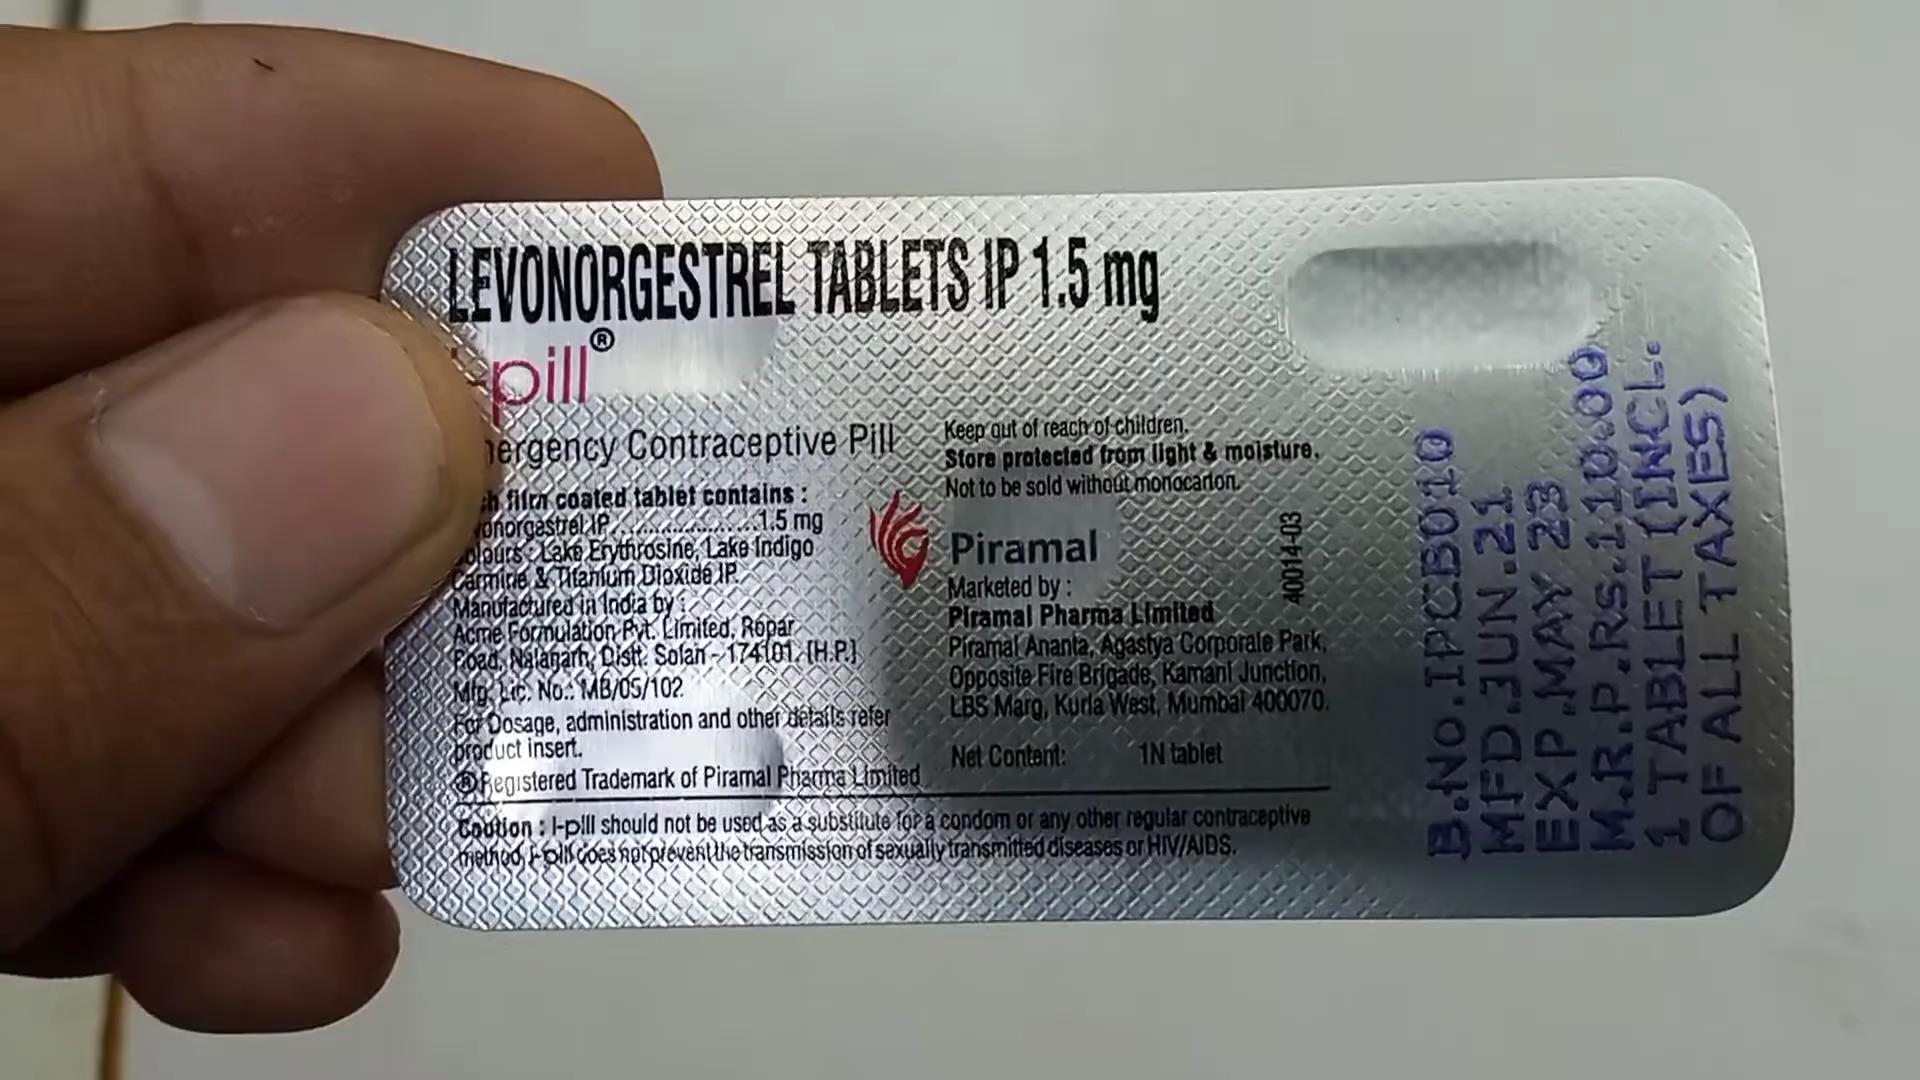 LEVONORGESTREL TABLETS IP 1.5 mg
pill®
ergency Contraceptive Pill
h film coated tablet contains :
vonorgestrel IP......................1.5 mg
olours : Lake Erythrosine, Lake Indigo
Carmine & Titanium Dioxide IP.
Manufactured in India by :
Acme Formulation Pvt. Limited, Ropar
Road, Nalagarh, Distt. Solan - 174101. (H.P.)
Mfg. Lic. No.: MB/05/102
For Dosage, administration and other details refer
product insert.
® Registered Trademark of Piramal Pharma Limited
Keep out of reach of children.
Store protected from light & moisture.
Not to be sold without monocarton.
Piramal
Marketed by :
Piramal Pharma Limited
Piramal Ananta, Agastya Corporate Park,
Opposite Fire Brigade, Kamani Junction,
LBS Marg, Kurla West, Mumbai 400070.
Net Content: 1N tablet
40014-03
Caution : I-pill should not be used as a substitute for a condom or any other regular contraceptive
method, I-pill does not prevent the transmission of sexually transmitted diseases or HIV/AIDS.
B.No.IPCB010
MFD.JUN.21
EXP.MAY 23
M.R.P.Rs.110.00
1 TABLET (INCL.
OF ALL TAXES)